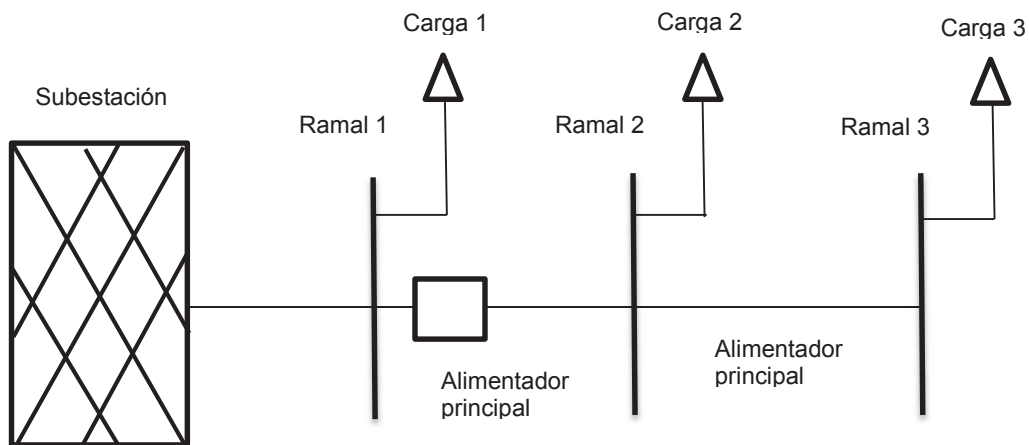 Carga 1
Carga 2
Carga 3
Subestación
Ramal 1
Ramal 2
Ramal 3
Alimentador
principal
Alimentador
principal